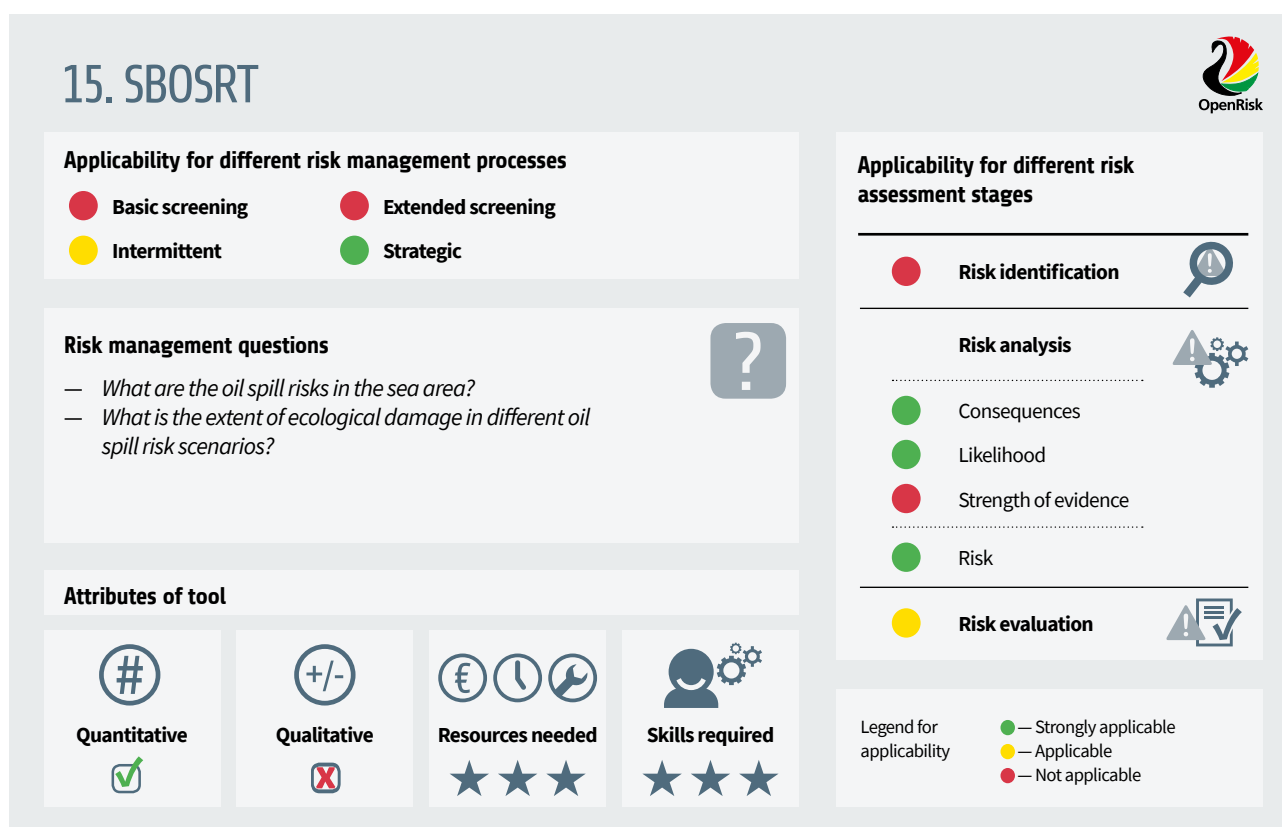 15. SBOSRT
OpenRisk
Applicability for different risk management processes
Basic screening
Extended screening
Intermittent
Strategic
Risk management questions
?
— What are the oil spill risks in the sea area?
— What is the extent of ecological damage in different oil
spill risk scenarios?
Attributes of tool
#
Quantitative
+/-
Qualitative
€
Resources needed
Skills required
Applicability for different risk
assessment stages
Risk identification
Risk analysis
Consequences
Likelihood
Strength of evidence
Risk
Risk evaluation
Legend for
applicability
— Strongly applicable
— Applicable
— Not applicable